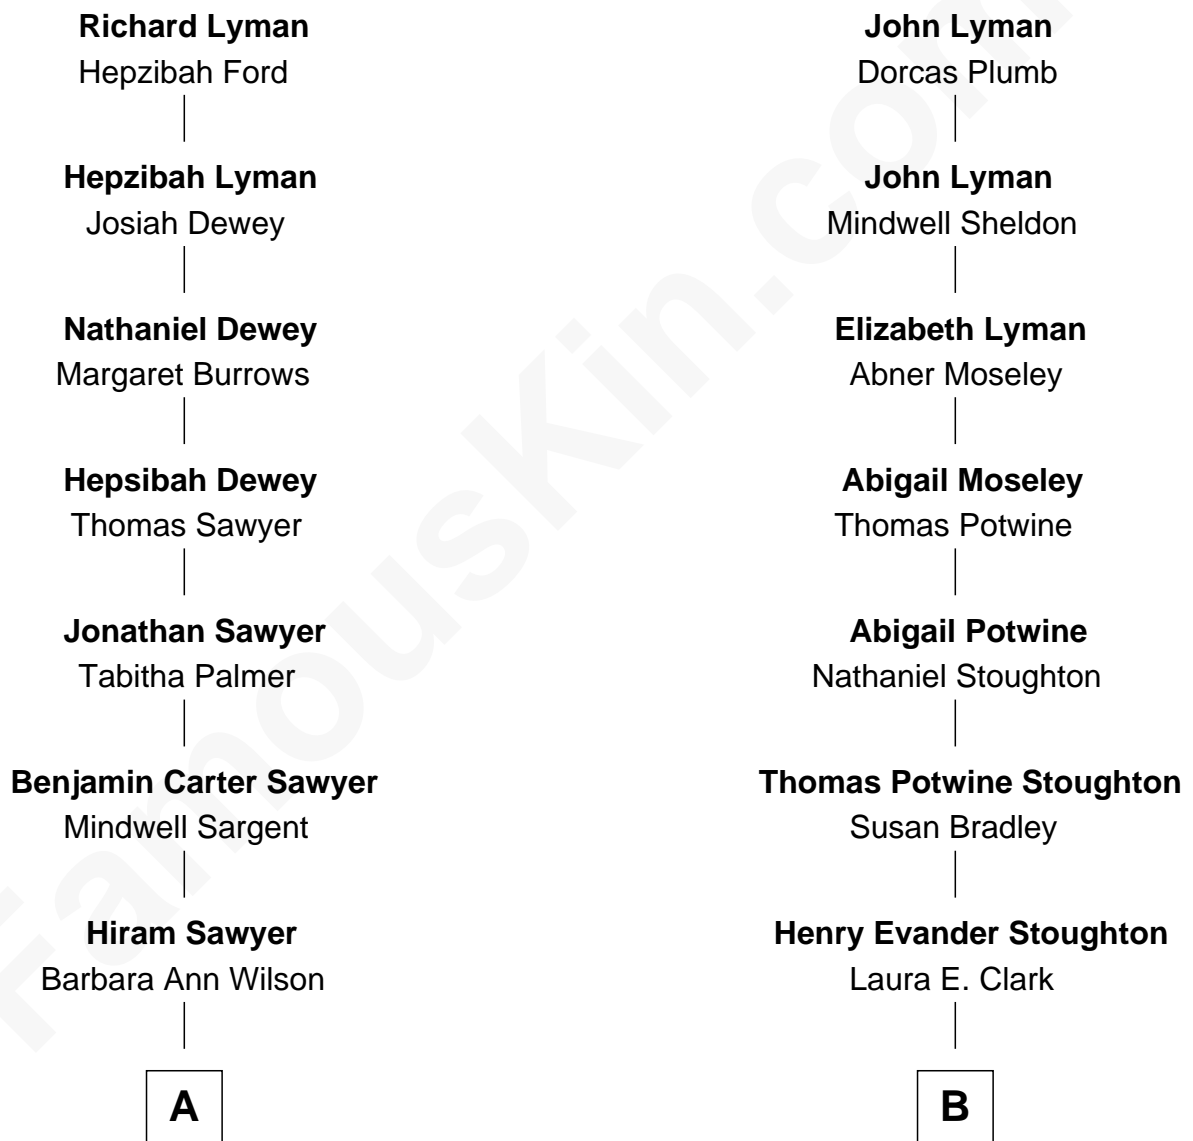 Richard Lyman
Hepzibah Ford
Hepzibah Lyman
Josiah Dewey
Nathaniel Dewey
Margaret Burrows
Hepsibah Dewey
Thomas Sawyer
Jonathan Sawyer
Tabitha Palmer
Benjamin Carter Sawyer
Mindwell Sargent
Hiram Sawyer
Barbara Ann Wilson
A
John Lyman
Dorcas Plumb
John Lyman
Mindwell Sheldon
Elizabeth Lyman
Abner Moseley
Abigail Moseley
Thomas Potwine
Abigail Potwine
Nathaniel Stoughton
Thomas Potwine Stoughton
Susan Bradley
Henry Evander Stoughton
Laura E. Clark
B
FamousKin.com